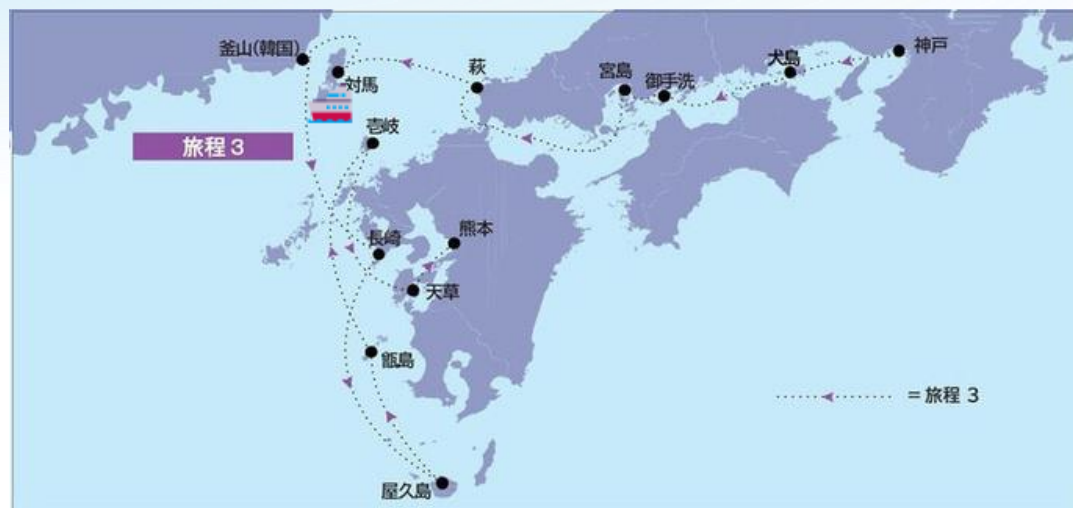 釜山(韓国)
対馬
萩
宮島
御手洗
犬島
神戸
壱岐
旅程 3
長崎
熊本
天草
甑島
= 旅程 3
屋久島